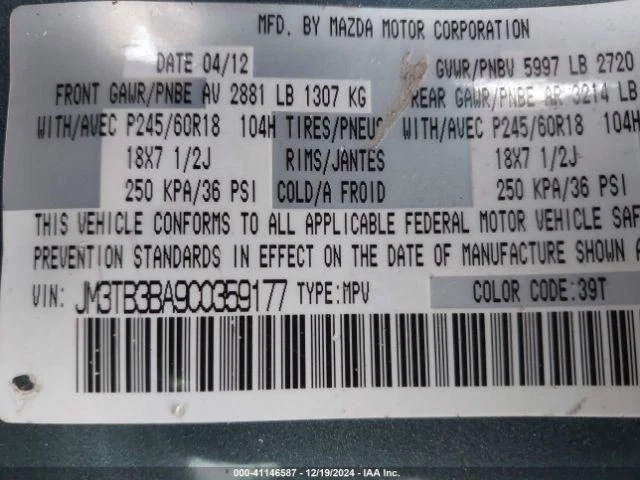 MFD. BY MAZDA MOTOR CORPORATION
DATE 04/12 GVWR/PNBV 5997 LB 2720
FRONT GAWR/PNBE AV 2881 LB 1307 KG REAR GAWR/PNBE AR 3214 LB
WITH/AVEC P245/60R18 104H TIRES/PNEUS WITH/AVEC P245/60R18 104H
18X7 1/2J RIMS/JANTES 18X7 1/2J
250 KPA/36 PSI COLD/A FROID 250 KPA/36 PSI
THIS VEHICLE CONFORMS TO ALL APPLICABLE FEDERAL MOTOR VEHICLE SAF
PREVENTION STANDARDS IN EFFECT ON THE DATE OF MANUFACTURE SHOWN A
VIN: JM3TB3BA9C0359177 TYPE:MPV COLOR CODE:39T
000-41146587 - 12/19/2024 - IAA Inc.